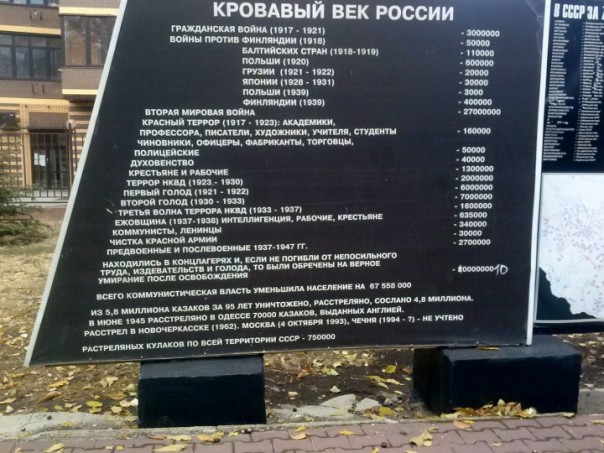 КРОВАВЫЙ ВЕК РОССИИ
ГРАЖДАНСКАЯ ВОЙНА (1917 - 1921) - 3000000
ВОЙНЫ ПРОТИВ ФИНЛЯНДИИ (1918) - 50000
БАЛТИЙСКИХ СТРАН (1918-1919) - 110000
ПОЛЬШИ (1920) - 600000
ГРУЗИИ (1921 - 1922) - 20000
ЯПОНИИ (1928 - 1931) - 30000
ПОЛЬШИ (1939) - 3000
ФИНЛЯНДИИ (1939) - 400000
ВТОРАЯ МИРОВАЯ ВОЙНА - 27000000
КРАСНЫЙ ТЕРРОР (1917 - 1923): АКАДЕМИКИ,
ПРОФЕССОРА, ПИСАТЕЛИ, ХУДОЖНИКИ, УЧИТЕЛЯ, СТУДЕНТЫ - 160000
ЧИНОВНИКИ, ОФИЦЕРЫ, ФАБРИКАНТЫ, ТОРГОВЦЫ,
ПОЛИЦЕЙСКИЕ - 50000
ДУХОВЕНСТВО - 40000
КРЕСТЬЯНЕ И РАБОЧИЕ - 1300000
ТЕРРОР НКВД (1923 - 1930) - 2000000
ПЕРВЫЙ ГОЛОД (1921 - 1922) - 6000000
ВТОРОЙ ГОЛОД (1930 - 1933) - 7000000
ТРЕТЬЯ ВОЛНА ТЕРРОРА НКВД (1933 - 1937) - 1600000
ЕЖОВЩИНА (1937-1938) ИНТЕЛЛИГЕНЦИЯ, РАБОЧИЕ, КРЕСТЬЯНЕ - 635000
КОММУНИСТЫ, ЛЕНИНЦЫ - 340000
ЧИСТКА КРАСНОЙ АРМИИ - 30000
ПРЕДВОЕННЫЕ И ПОСЛЕВОЕННЫЕ 1937-1947 ГГ. - 2700000
НАХОДИЛИСЬ В КОНЦЛАГЕРЯХ И, ЕСЛИ НЕ ПОГИБЛИ ОТ НЕПОСИЛЬНОГО
ТРУДА, ИЗДЕВАТЕЛЬСТВ И ГОЛОДА, ТО БЫЛИ ОБРЕЧЕНЫ НА ВЕРНОЕ
УМИРАНИЕ ПОСЛЕ ОСВОБОЖДЕНИЯ 10
ВСЕГО КОММУНИСТИЧЕСКАЯ ВЛАСТЬ УМЕНЬШИЛА НАСЕЛЕНИЕ НА 67 558 000
ИЗ 5,8 МИЛЛИОНА КАЗАКОВ ЗА 95 ЛЕТ УНИЧТОЖЕНО, РАССТРЕЛЯНО, СОСЛАНО 4,8 МИЛЛИОНА.
В ИЮНЕ 1945 РАССТРЕЛЯНО В ОДЕССЕ 70000 КАЗАКОВ, ВЫДАННЫХ АНГЛИЕЙ.
РАССТРЕЛ В НОВОЧЕРКАССКЕ (1962). МОСКВА (4 ОКТЯБРЯ 1993), ЧЕЧНЯ (1994 - ?) - НЕ УЧТЕНО
РАСТРЕЛЯНЫХ КУЛАКОВ ПО ВСЕЙ ТЕРРИТОРИИ СССР - 750000
В СССР ЗА